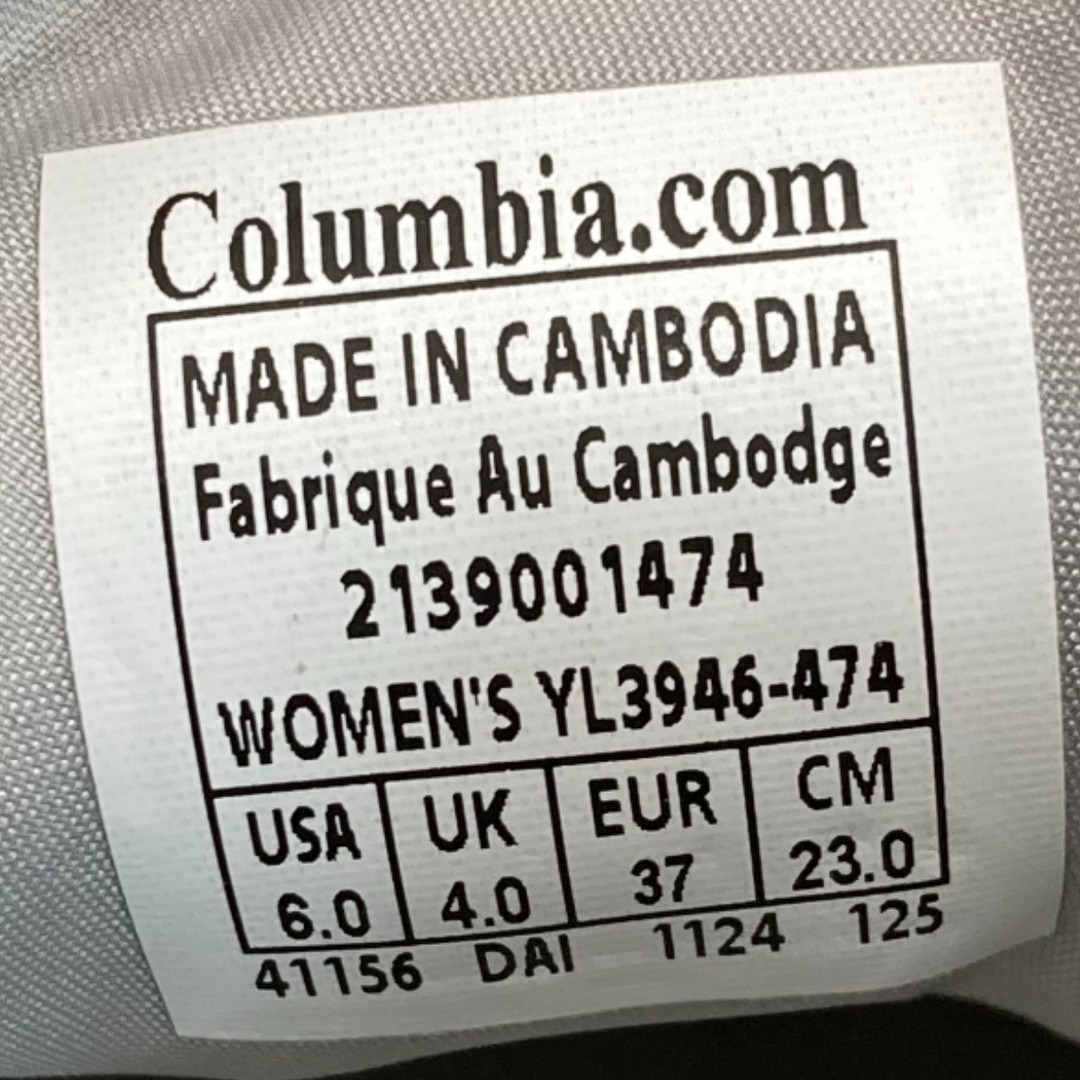 Columbia.com
MADE IN CAMBODIA
Fabrique Au Cambodge
2139001474
WOMEN'S YL3946-474
USA UK EUR CM
6.0 4.0 37 23.0
41156 DAI 1124 125